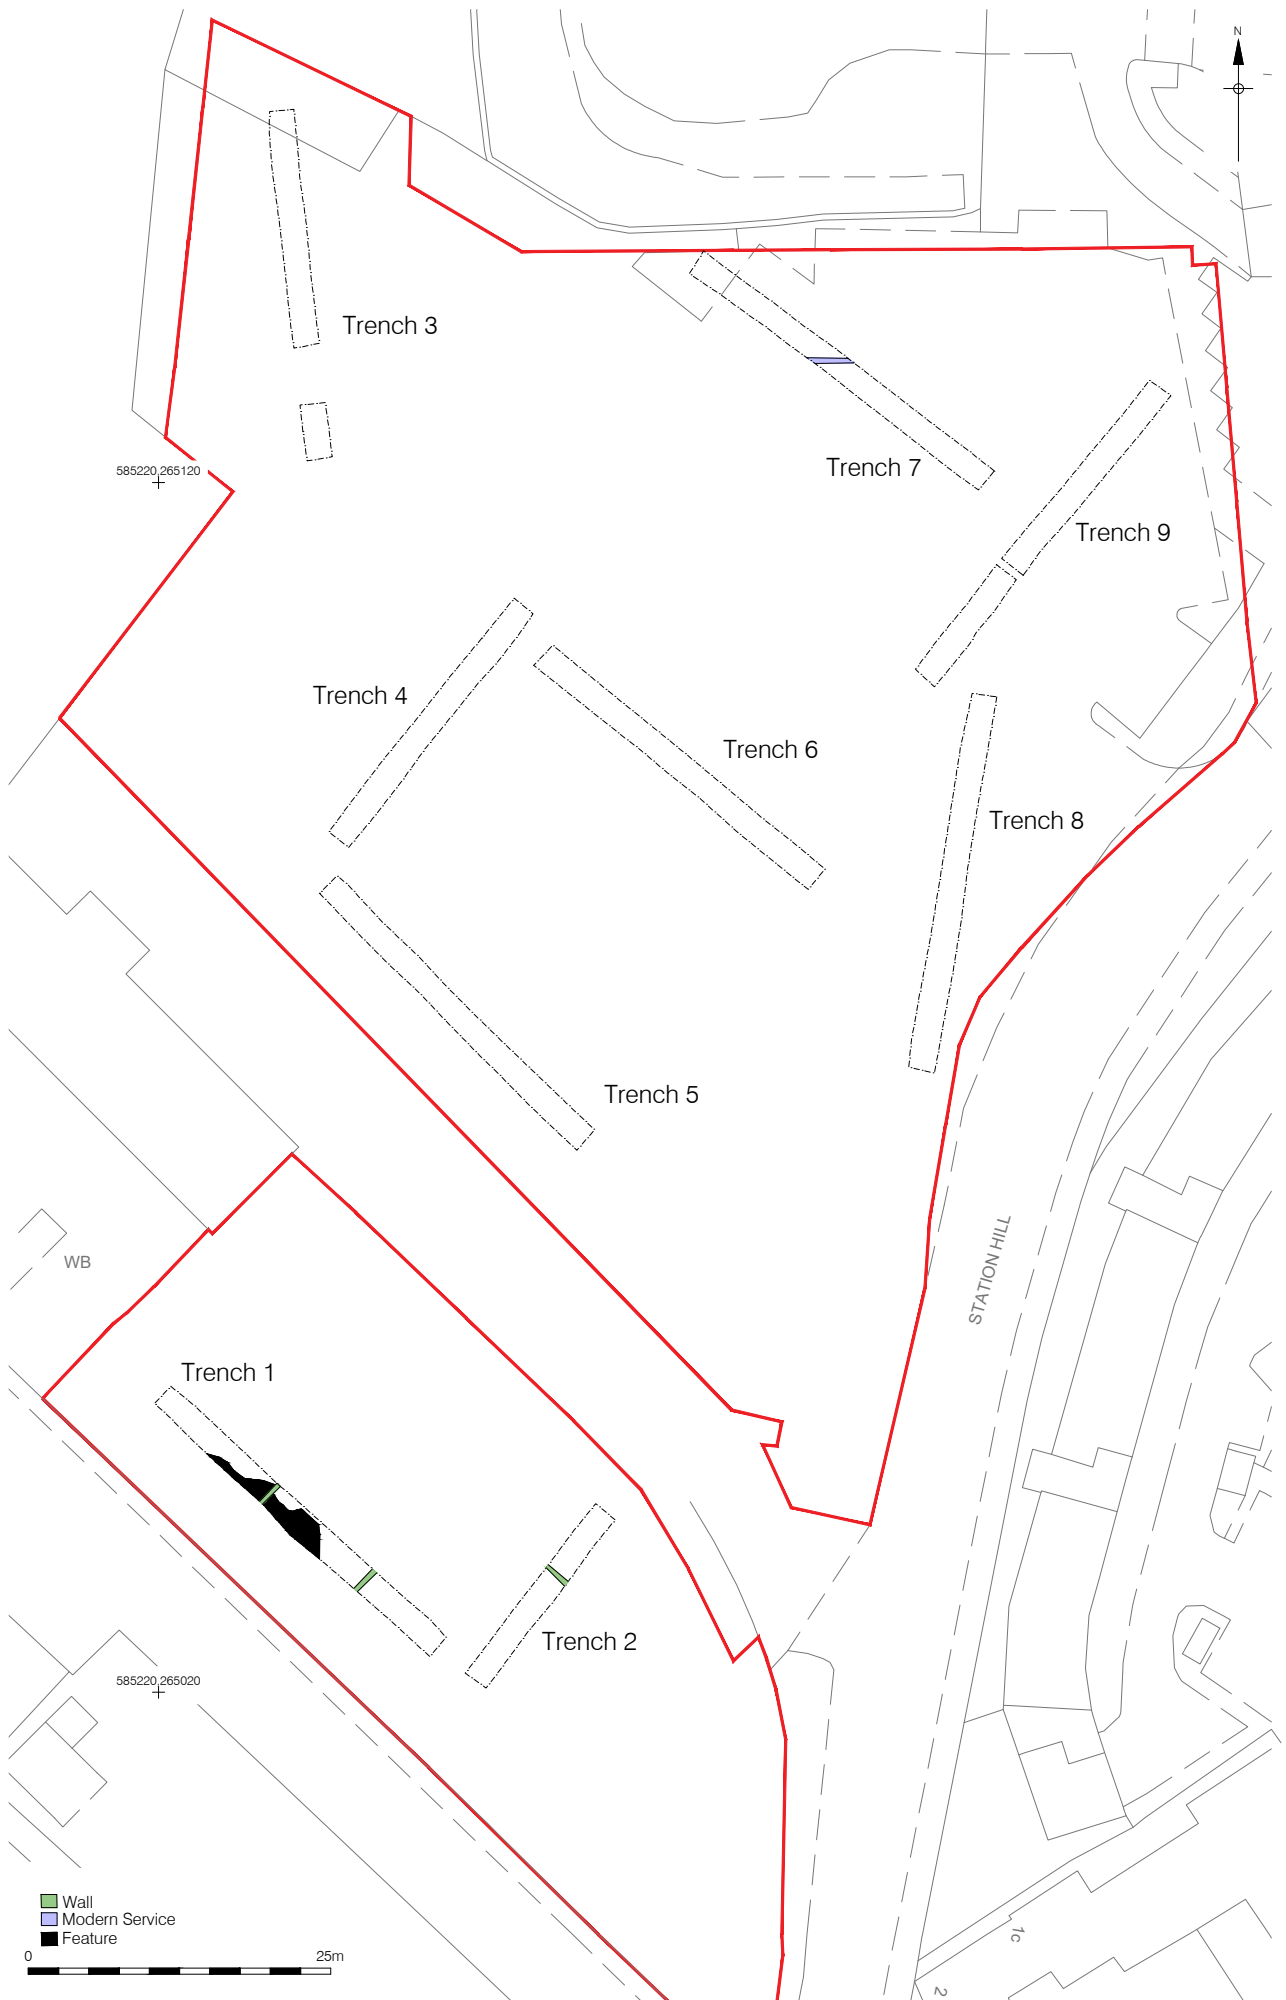 N
Trench 3
Trench 7
585220,265120
Trench 9
Trench 4
Trench 6
Trench 8
Trench 5
STATION HILL
WB
Trench 1
Trench 2
585220,265020
Wall
Modern Service
Feature
0 25m
1c
2